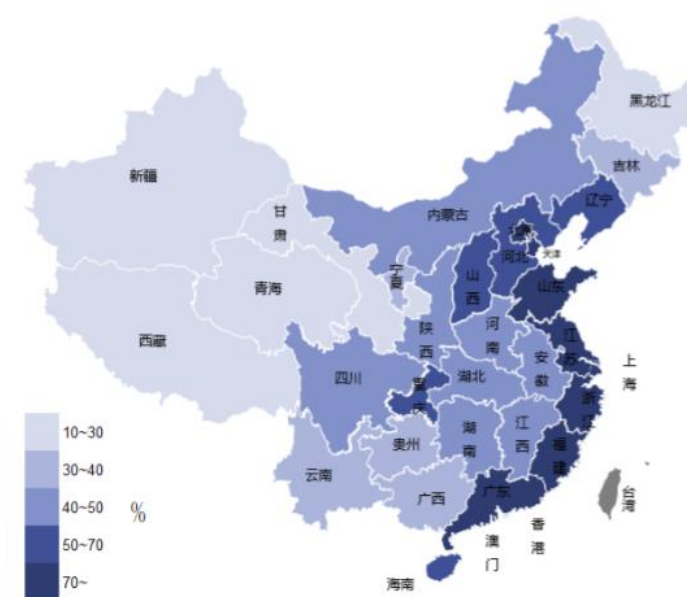 黑龙江
吉林
辽宁
新疆
内蒙古
甘肃
北京
天津
河北
宁夏
山西
山东
青海
陕西
河南
江苏
西藏
安徽
上海
四川
重庆
湖北
浙江
湖南
江西
贵州
福建
云南
广西
广东
台湾
香港
澳门
海南
10~30
30~40
40~50
%
50~70
70~